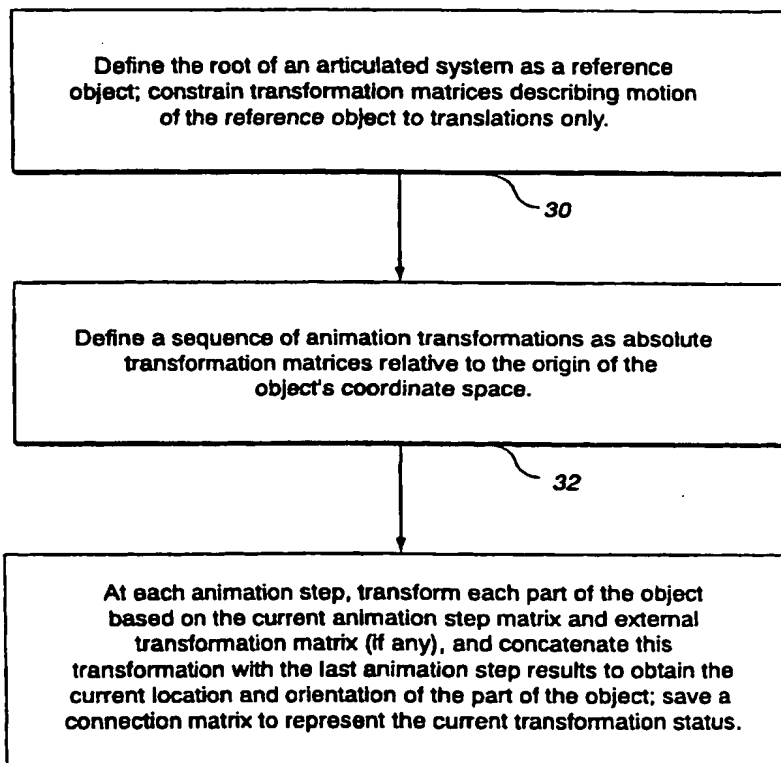 Define the root of an articulated system as a reference
object; constrain transformation matrices describing motion
of the reference object to translations only.
30
Define a sequence of animation transformations as absolute
transformation matrices relative to the origin of the
object's coordinate space.
32
At each animation step, transform each part of the object
based on the current animation step matrix and external
transformation matrix (if any), and concatenate this
transformation with the last animation step results to obtain the
current location and orientation of the part of the object; save a
connection matrix to represent the current transformation status.